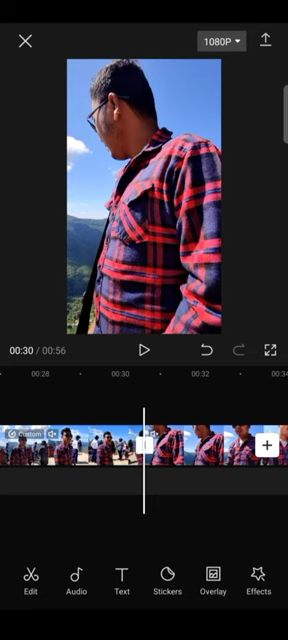 1080P
00:30 / 00:56
00:28 00:30 00:32 00:34
Custom
Edit Audio Text Stickers Overlay Effects